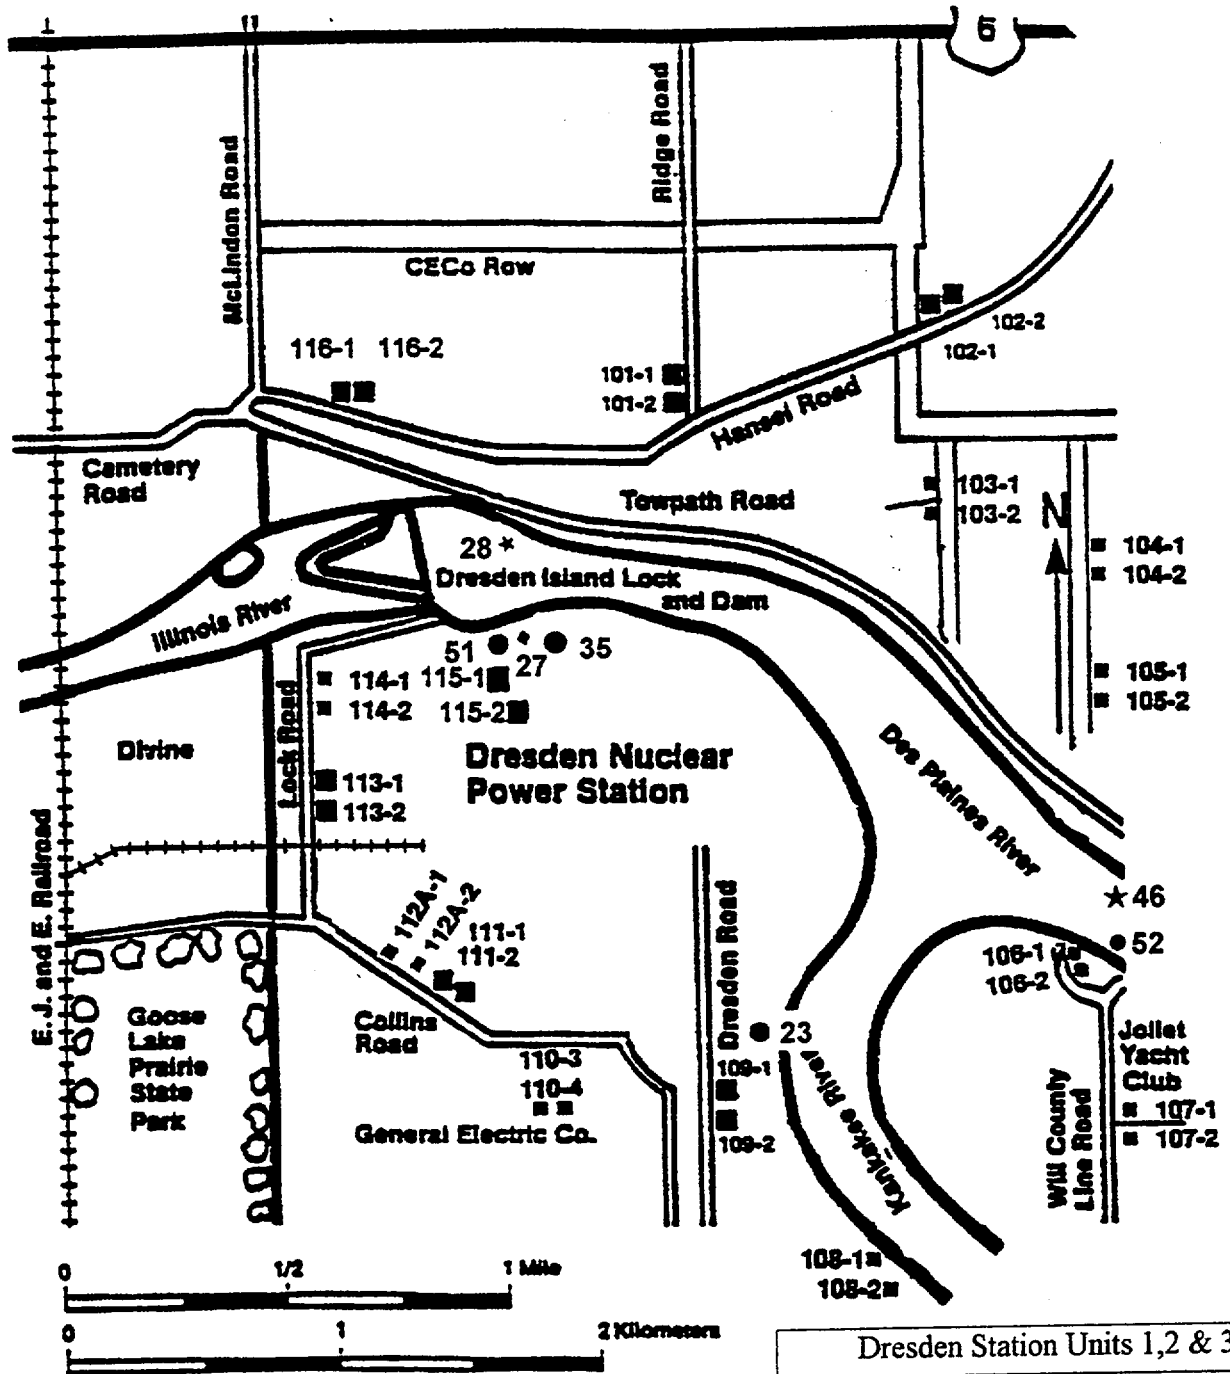 6
McLindon Road
Ridge Road
CECo Row
102-2
102-1
116-1 116-2
101-1
101-2
Hansel Road
Cemetery
Road
Towpath Road
103-1
103-2
N
104-1
104-2
28
Dresden Island Lock
and Dam
Illinois River
51
27
35
114-1
114-2
115-1
115-2
105-1
105-2
Divine
Lock Road
Dresden Nuclear
Power Station
Des Plaines River
113-1
113-2
E. J. and E. Railroad
112A-1
112A-2
111-1
111-2
Dresden Road
46
52
106-1
106-2
Goose
Lake
Prairie
State
Park
Collins
Road
23
Joliet
Yacht
Club
110-3
110-4
109-1
109-2
General Electric Co.
Kankakee River
Will County
Line Road
107-1
107-2
108-1
108-2
0 1/2 1 Mile
0 1 2 Kilometers
Dresden Station Units 1,2 & 3